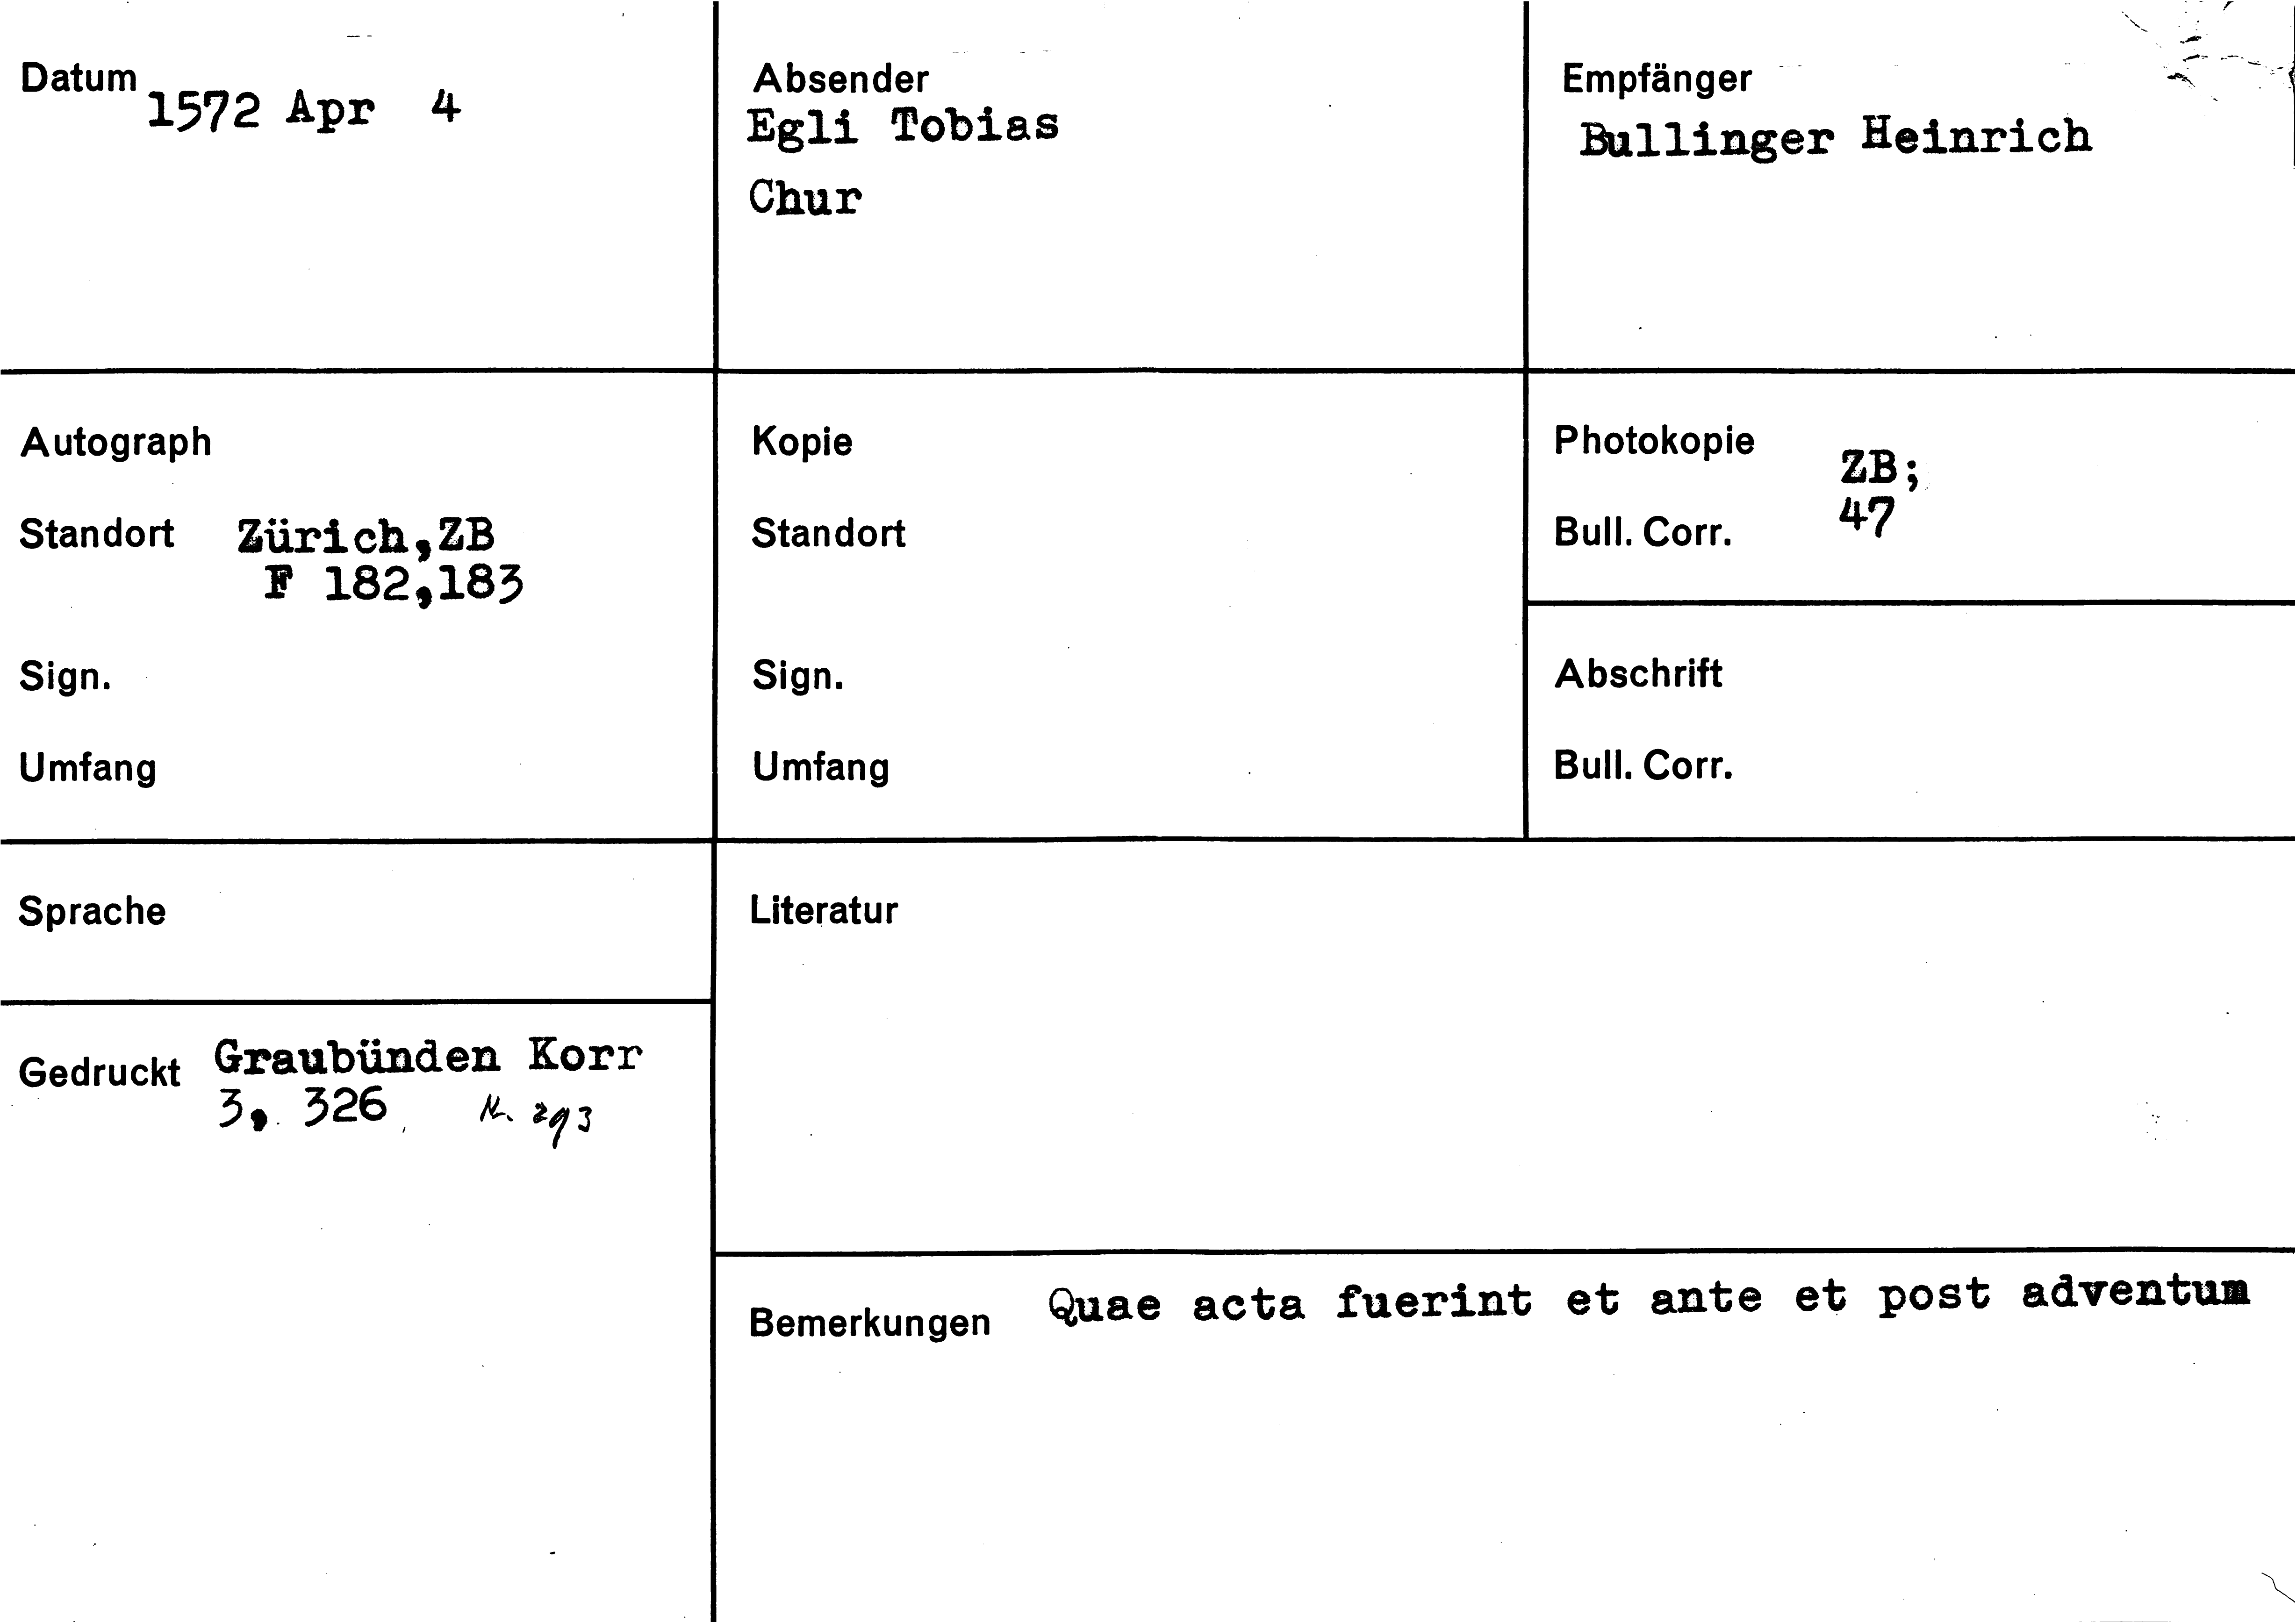 Datum 1572 Apr 4
Absender
Egli Tobias
Chur
Empfänger
Bullinger Heinrich
Autograph
Standort Zürich,ZB
F 182,183
Sign.
Umfang
Kopie
Standort
Sign.
Umfang
Photokopie ZB;
Bull. Corr. 47
Abschrift
Bull. Corr.
Sprache
Literatur
Gedruckt Graubünden Korr
3, 326 N. 293
Bemerkungen Quae acta fuerint et ante et post adventum